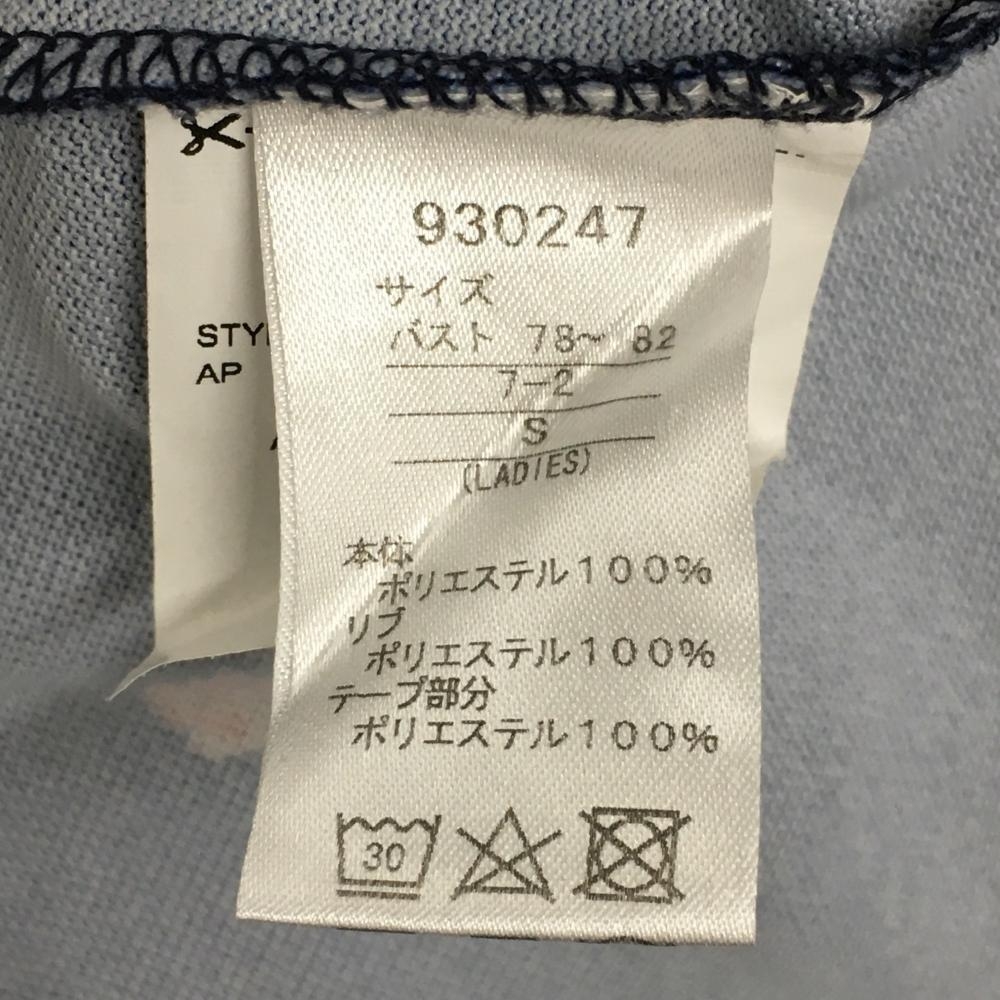 930247
サイズ
バスト 78～ 82
7-2
S
(LADIES)
本体
ポリエステル100%
リブ
ポリエステル100%
テープ部分
ポリエステル100%
30
AP